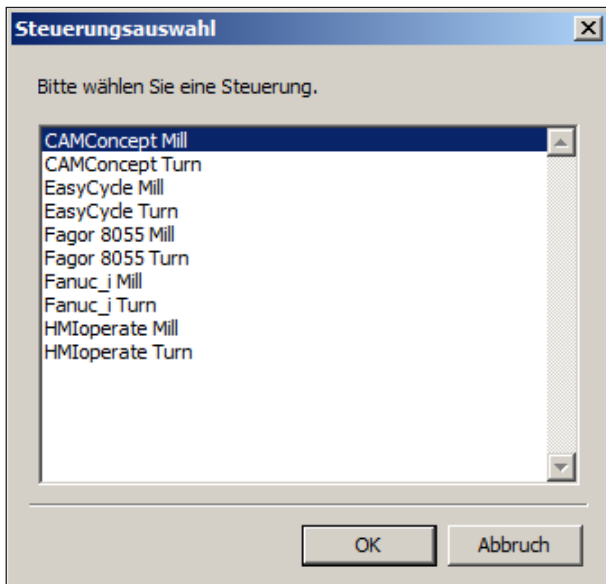 Steuerungsauswahl
Bitte wählen Sie eine Steuerung.
CAMConcept Mill
CAMConcept Turn
EasyCycle Mill
EasyCycle Turn
Fagor 8055 Mill
Fagor 8055 Turn
Fanuc_i Mill
Fanuc_i Turn
HMIoperate Mill
HMIoperate Turn
OK Abbruch